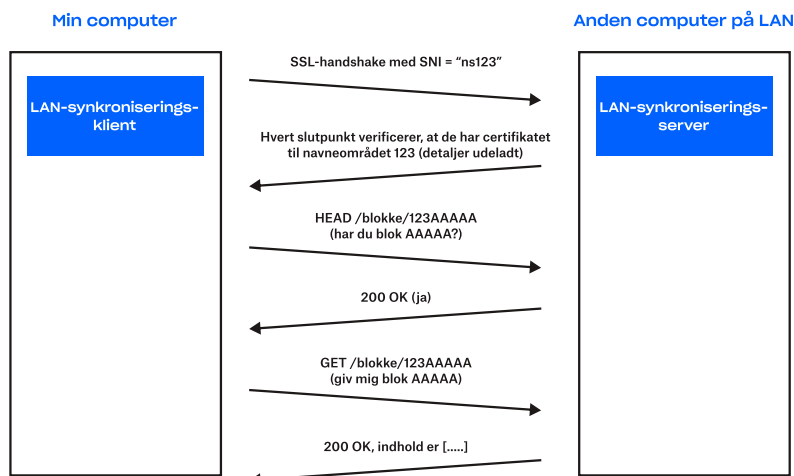 Min computer
Anden computer på LAN
LAN-synkroniserings-
klient
LAN-synkroniserings-
server
SSL-handshake med SNI = “ns123”
Hvert slutpunkt verificerer, at de har certifikatet
til navneområdet 123 (detaljer udeladt)
HEAD /blokke/123AAAAA
(har du blok AAAAA?)
200 OK (ja)
GET /blokke/123AAAAA
(giv mig blok AAAAA)
200 OK, indhold er [.....]